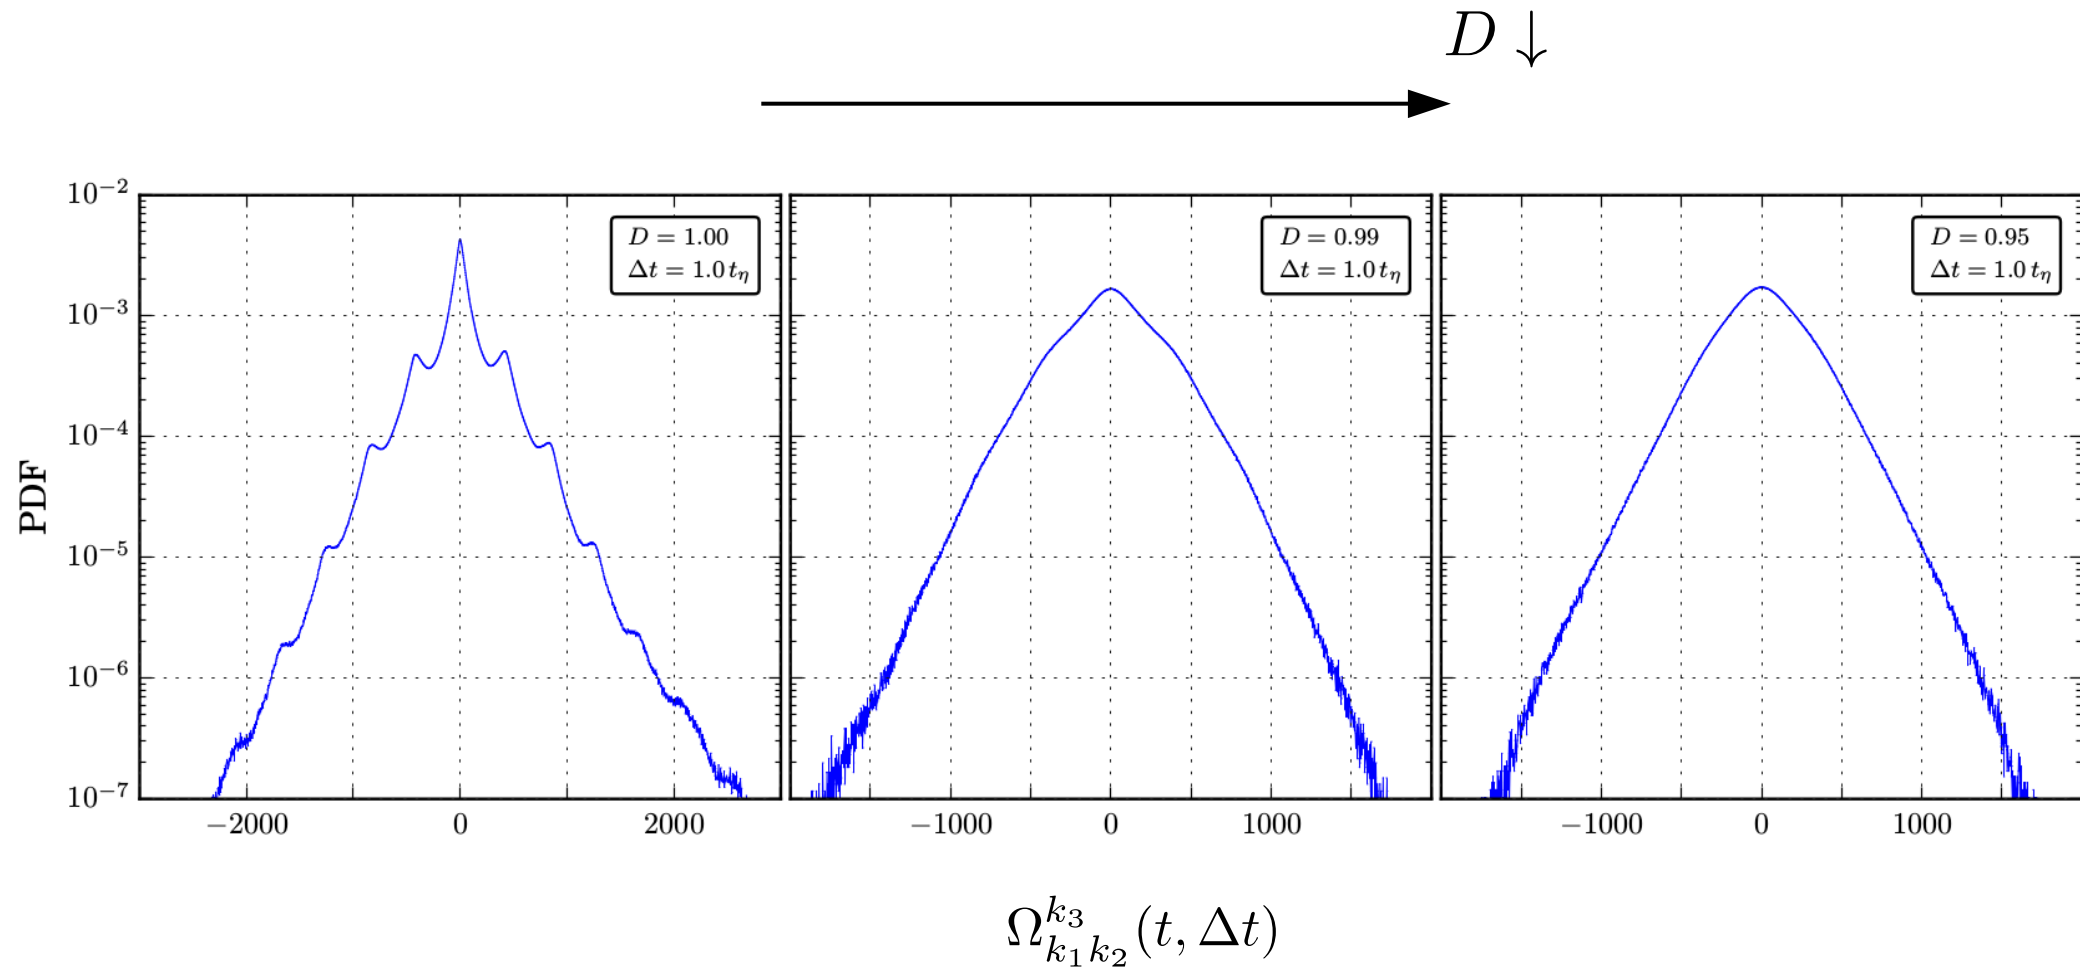 D ↓
10^{-2}
10^{-3}
10^{-4}
10^{-5}
10^{-6}
10^{-7}
PDF
D = 1.00
Δt = 1.0 t_η
−2000 0 2000
D = 0.99
Δt = 1.0 t_η
−1000 0 1000
D = 0.95
Δt = 1.0 t_η
−1000 0 1000
Ω^{k_3}_{k_1 k_2}(t, Δt)